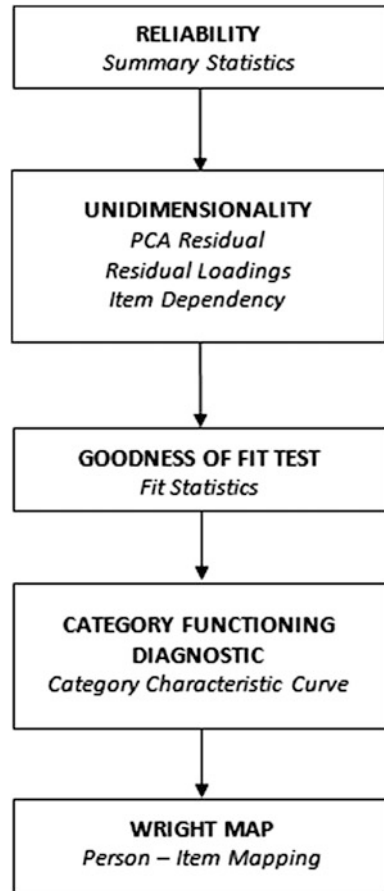 RELIABILITY
Summary Statistics
UNIDIMENSIONALITY
PCA Residual
Residual Loadings
Item Dependency
GOODNESS OF FIT TEST
Fit Statistics
CATEGORY FUNCTIONING
DIAGNOSTIC
Category Characteristic Curve
WRIGHT MAP
Person – Item Mapping